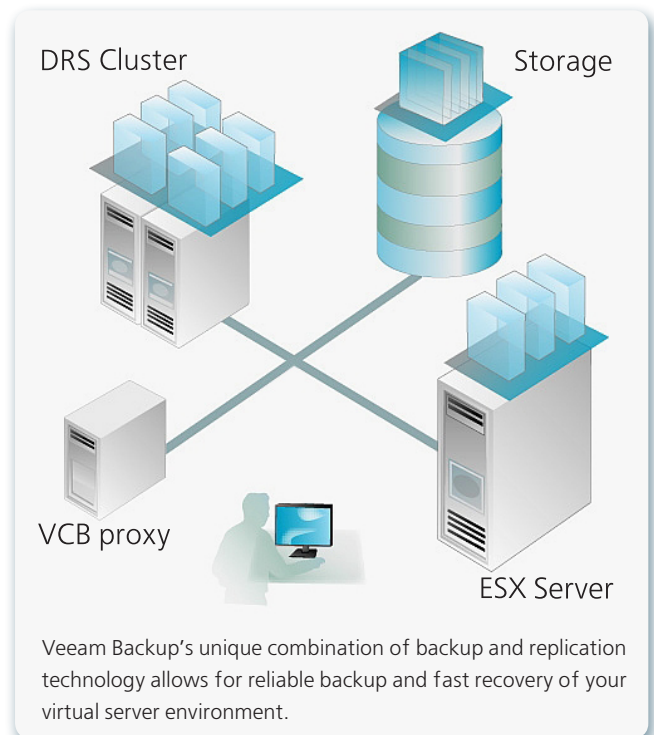 DRS Cluster
Storage
VCB proxy
ESX Server
Veeam Backup's unique combination of backup and replication
technology allows for reliable backup and fast recovery of your
virtual server environment.